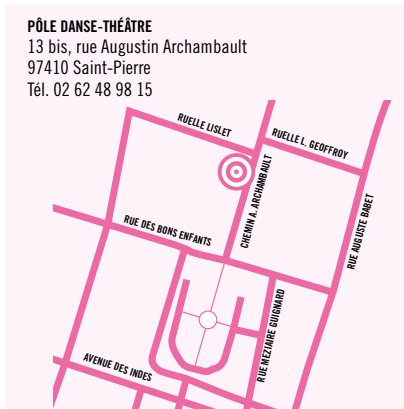 PÔLE DANSE-THÉÂTRE
13 bis, rue Augustin Archambault
97410 Saint-Pierre
Tél. 02 62 48 98 15
RUELLE LISLET
RUELLE L. GEOFFROY
CHEMIN A. ARCHAMBAULT
RUE AUGUSTE BABET
RUE DES BONS ENFANTS
RUE MÉZIAIRE GUIGNARD
AVENUE DES INDES